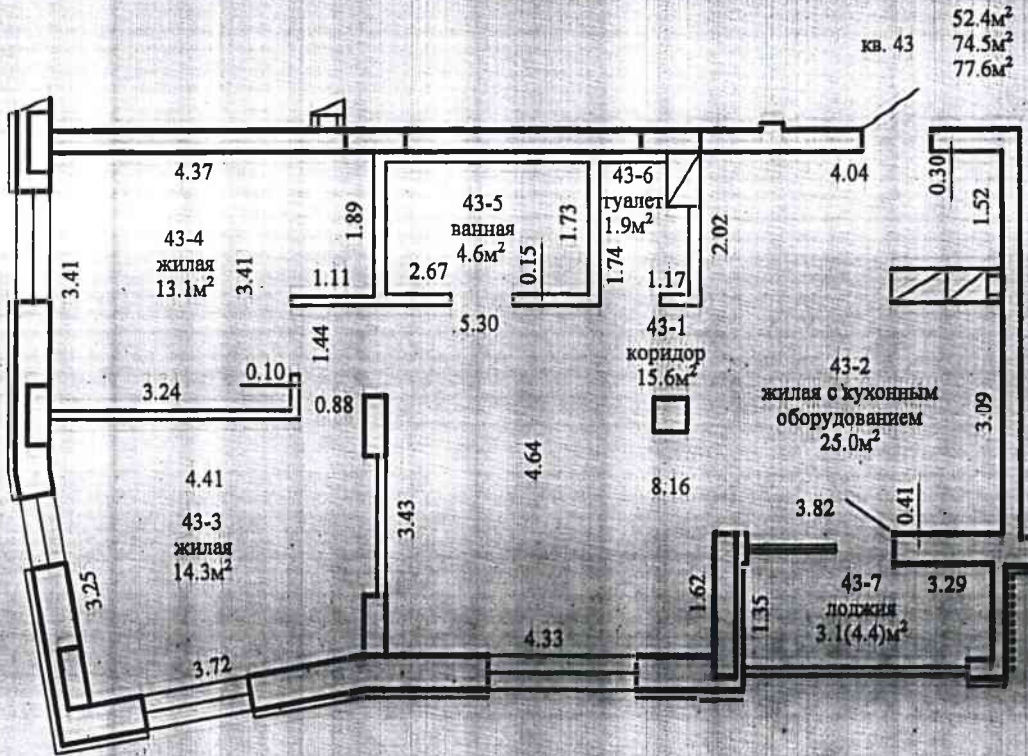 52.4м²
кв. 43
74.5м²
77.6м²
4.37
4.04
0.30
43-6
туалет
1.9м²
43-5
ванная
4.6м²
1.73
1.89
1.52
43-4
жилая
13.1м²
3.41
3.41
2.02
1.74
0.15
1.11
2.67
1.17
5.30
43-1
коридор
15.6м²
1.44
0.10
3.24
0.88
43-2
жилая с кухонным
оборудованием
25.0м²
3.09
4.64
4.41
8.16
43-3
жилая
14.3м²
3.43
3.82
0.41
3.25
1.62
1.35
43-7
лоджия
3.1(4.4)м²
3.29
4.33
3.72